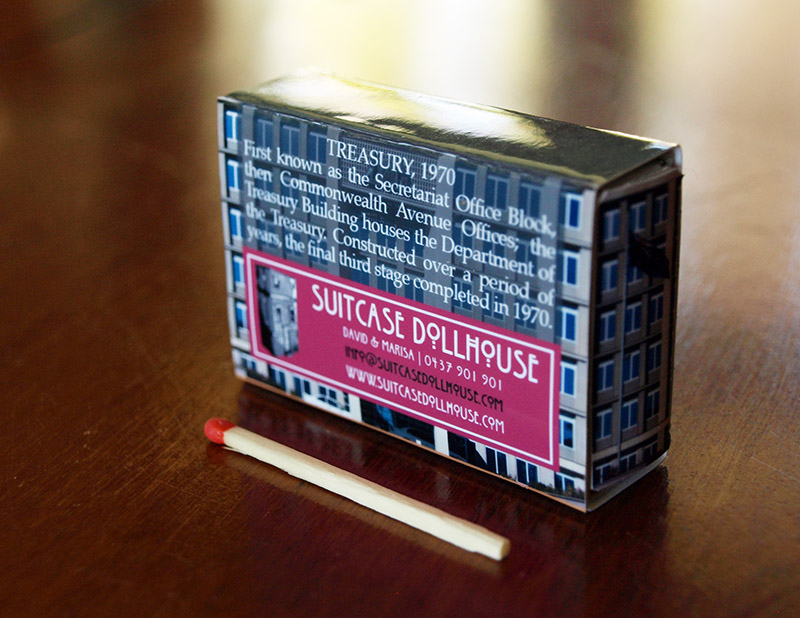 TREASURY, 1970
First known as the Secretariat Office Block,
then Commonwealth Avenue Offices; the
Treasury Building houses the Department of
the Treasury. Constructed over a period of
years, the final third stage completed in 1970.
SUITCASE DOLLHOUSE
DAVID & MARISA | 0437 901 901
INFO@SUITCASEDOLLHOUSE.COM
WWW.SUITCASEDOLLHOUSE.COM